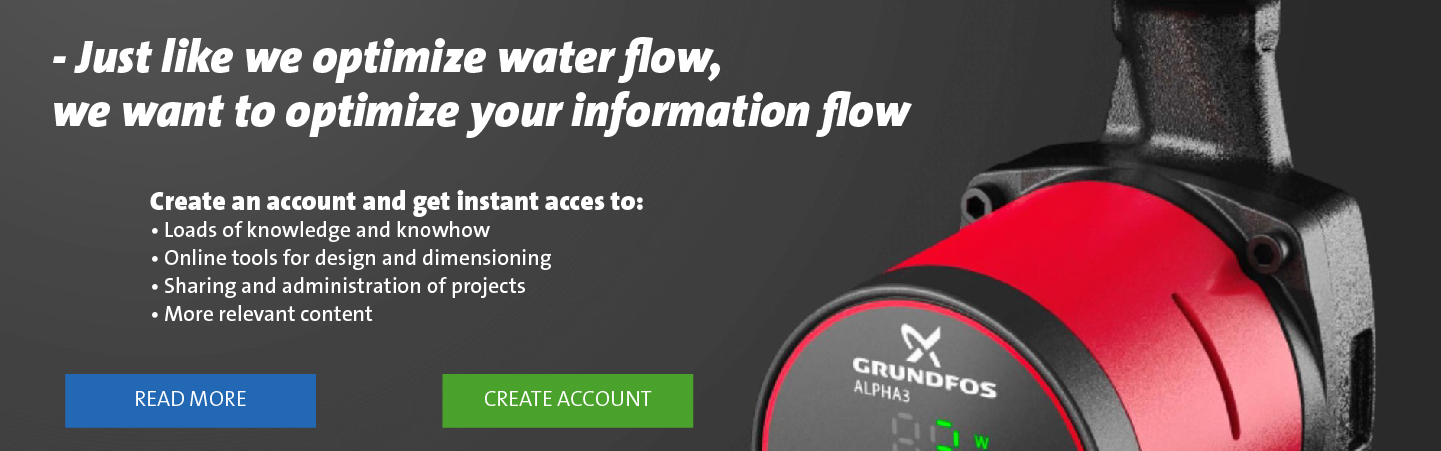 - Just like we optimize water flow,
we want to optimize your information flow
Create an account and get instant acces to:
• Loads of knowledge and knowhow
• Online tools for design and dimensioning
• Sharing and administration of projects
• More relevant content
READ MORE
CREATE ACCOUNT
GRUNDFOS
ALPHA3
W